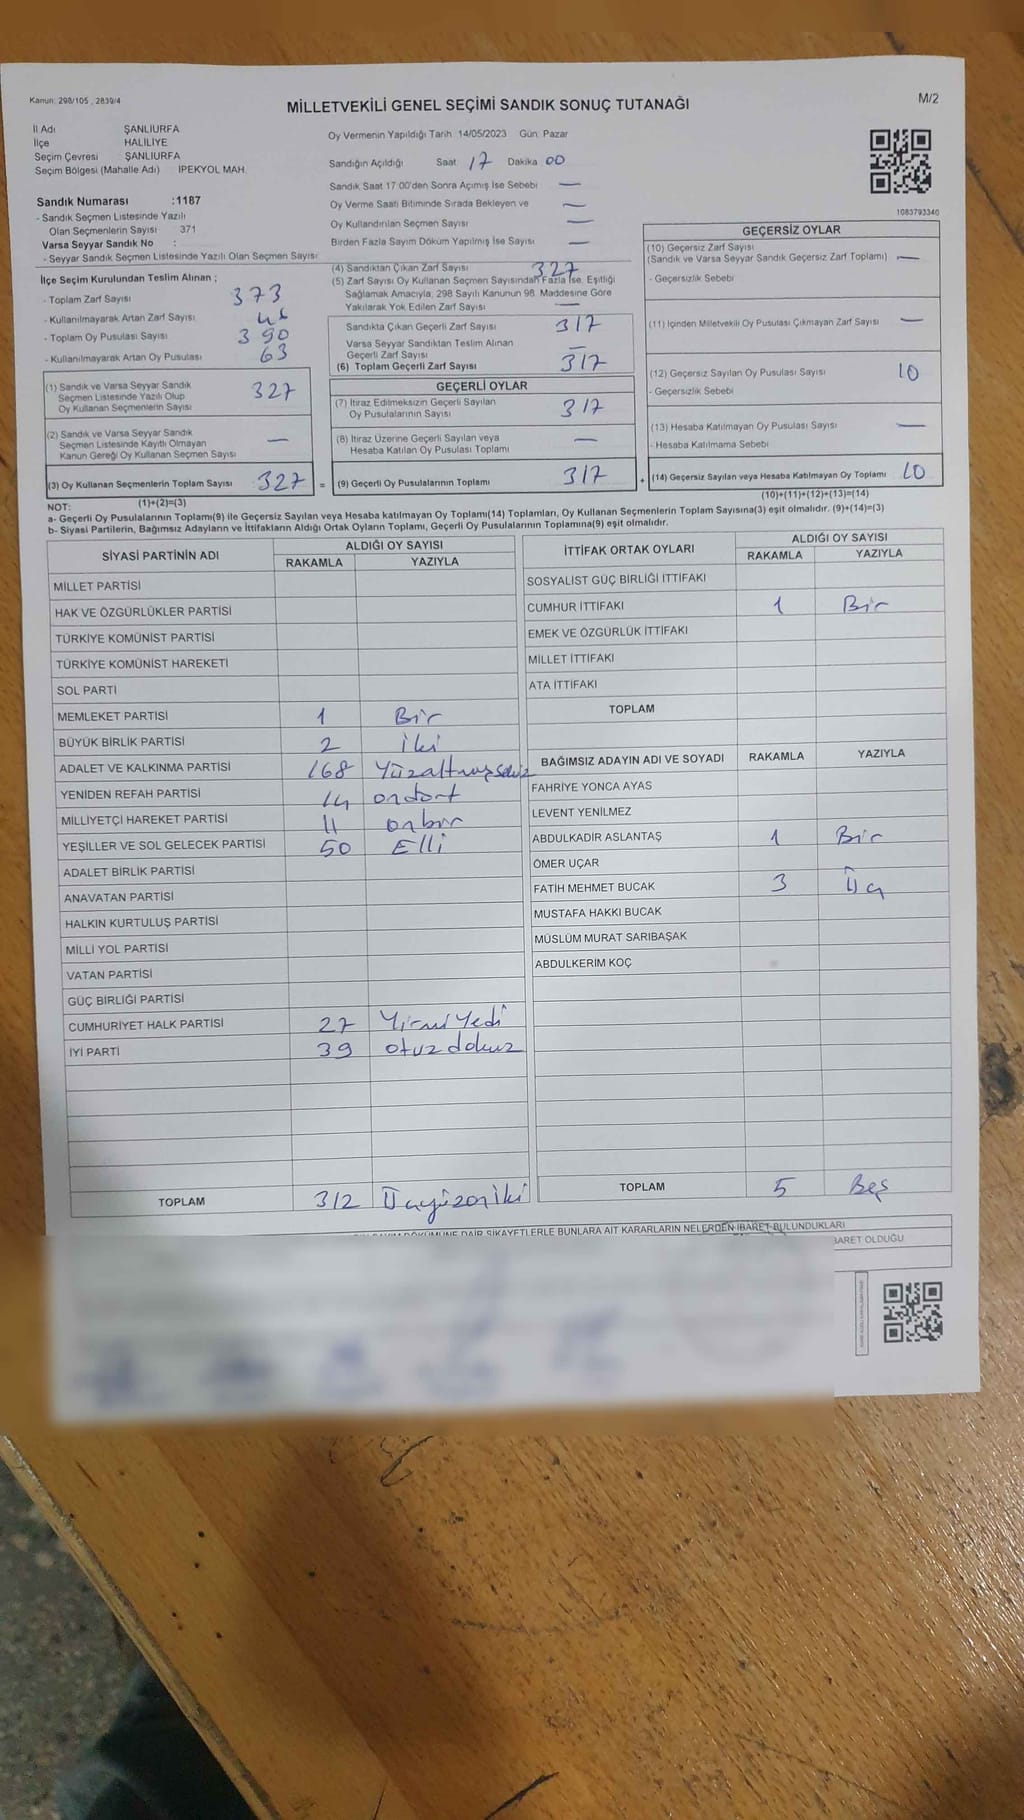 Kanun: 298/105 , 2839/4
MİLLETVEKİLİ GENEL SEÇİMİ SANDIK SONUÇ TUTANAĞI
M/2
İl Adı ŞANLIURFA
İlçe HALİLİYE
Seçim Çevresi ŞANLIURFA
Seçim Bölgesi (Mahalle Adı) IPEKYOL MAH.
Oy Vermenin Yapıldığı Tarih 14/05/2023 Gün: Pazar
Sandığın Açıldığı Saat 17 Dakika 00
Sandık Saat 17:00'den Sonra Açımış İse Sebebi —
Oy Verme Saati Bitiminde Sırada Bekleyen ve —
Oy Kullandırılan Seçmen Sayısı —
Birden Fazla Sayım Döküm Yapılmış İse Sayısı —
1083793340
Sandık Numarası :1187
- Sandık Seçmen Listesinde Yazılı
Olan Seçmenlerin Sayısı 371
Varsa Seyyar Sandık No :
- Seyyar Sandık Seçmen Listesinde Yazılı Olan Seçmen Sayısı
İlçe Seçim Kurulundan Teslim Alınan ;
- Toplam Zarf Sayısı 373
- Kullanılmayarak Artan Zarf Sayısı
- Toplam Oy Pusulası Sayısı 390
- Kullanılmayarak Artan Oy Pusulası 63
(1) Sandık ve Varsa Seyyar Sandık
Seçmen Listesinde Yazılı Olup
Oy Kullanan Seçmenlerin Sayısı 327
(2) Sandık ve Varsa Seyyar Sandık
Seçmen Listesinde Kayıtlı Olmayan
Kanun Gereği Oy Kullanan Seçmen Sayısı —
(3) Oy Kullanan Seçmenlerin Toplam Sayısı 327 =
(1)+(2)=(3)
(4) Sandıktan Çıkan Zarf Sayısı 327
(5) Zarf Sayısı Oy Kullanan Seçmen Sayısından Fazla İse, Eşitliği
Sağlamak Amacıyla, 298 Sayılı Kanunun 98. Maddesine Göre
Yakılarak Yok Edilen Zarf Sayısı —
Sandıkta Çıkan Geçerli Zarf Sayısı 317
Varsa Seyyar Sandıktan Teslim Alınan
Geçerli Zarf Sayısı —
(6) Toplam Geçerli Zarf Sayısı 317
GEÇERLİ OYLAR
(7) İtiraz Edilmeksizin Geçerli Sayılan
Oy Pusulalarının Sayısı 317
(8) İtiraz Üzerine Geçerli Sayılan veya
Hesaba Katılan Oy Pusulası Toplamı —
(9) Geçerli Oy Pusulalarının Toplamı 317 +
GEÇERSİZ OYLAR
(10) Geçersiz Zarf Sayısı
(Sandık ve Varsa Seyyar Sandık Geçersiz Zarf Toplamı) —
- Geçersizlik Sebebi
(11) İçinden Milletvekili Oy Pusulası Çıkmayan Zarf Sayısı —
(12) Geçersiz Sayılan Oy Pusulası Sayısı 10
- Geçersizlik Sebebi
(13) Hesaba Katılmayan Oy Pusulası Sayısı —
- Hesaba Katılmama Sebebi
(14) Geçersiz Sayılan veya Hesaba Katılmayan Oy Toplamı 10
(10)+(11)+(12)+(13)=(14)
NOT:
a- Geçerli Oy Pusulalarının Toplamı(9) ile Geçersiz Sayılan veya Hesaba katılmayan Oy Toplamı(14) Toplamları, Oy Kullanan Seçmenlerin Toplam Sayısına(3) eşit olmalıdır. (9)+(14)=(3)
b- Siyasi Partilerin, Bağımsız Adayların ve İttifakların Aldığı Ortak Oyların Toplamı, Geçerli Oy Pusulalarının Toplamına(9) eşit olmalıdır.
SİYASİ PARTİNİN ADI ALDIĞI OY SAYISI
RAKAMLA YAZIYLA
MİLLET PARTİSİ
HAK VE ÖZGÜRLÜKLER PARTİSİ
TÜRKİYE KOMÜNİST PARTİSİ
TÜRKİYE KOMÜNİST HAREKETİ
SOL PARTİ
MEMLEKET PARTİSİ 1 Bir
BÜYÜK BİRLİK PARTİSİ 2 İki
ADALET VE KALKINMA PARTİSİ 168 Yüzaltmışsekiz
YENİDEN REFAH PARTİSİ 14 ondört
MİLLİYETÇİ HAREKET PARTİSİ 11 onbir
YEŞİLLER VE SOL GELECEK PARTİSİ 50 Elli
ADALET BİRLİK PARTİSİ
ANAVATAN PARTİSİ
HALKIN KURTULUŞ PARTİSİ
MİLLİ YOL PARTİSİ
VATAN PARTİSİ
GÜÇ BİRLİĞİ PARTİSİ
CUMHURİYET HALK PARTİSİ 27 Yirmi Yedi
İYİ PARTİ 39 otuz dokuz
TOPLAM 312 Üçyüzoniki
İTTİFAK ORTAK OYLARI ALDIĞI OY SAYISI
RAKAMLA YAZIYLA
SOSYALİST GÜÇ BİRLİĞİ İTTİFAKI
CUMHUR İTTİFAKI 1 Bir
EMEK VE ÖZGÜRLÜK İTTİFAKI
MİLLET İTTİFAKI
ATA İTTİFAKI
TOPLAM
BAĞIMSIZ ADAYIN ADI VE SOYADI RAKAMLA YAZIYLA
FAHRİYE YONCA AYAS
LEVENT YENİLMEZ
ABDULKADİR ASLANTAŞ 1 Bir
ÖMER UÇAR
FATİH MEHMET BUCAK 3 Üç
MUSTAFA HAKKI BUCAK
MÜSLÜM MURAT SARIBAŞAK
ABDULKERİM KOÇ
TOPLAM 5 Beş
DAİR ŞİKAYETLERLE BUNLARA AİT KARARLARIN NELERDEN İBARET BULUNDUKLARI
OLDUĞU